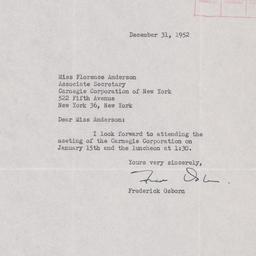 December 31, 1952
Miss Florence Anderson
Associate Secretary
Carnegie Corporation of New York
522 Fifth Avenue
New York 36, New York
Dear Miss Anderson:
I look forward to attending the
meeting of the Carnegie Corporation on
January 15th and the luncheon at 1:30.
Yours very sincerely,
Frederick Osborn